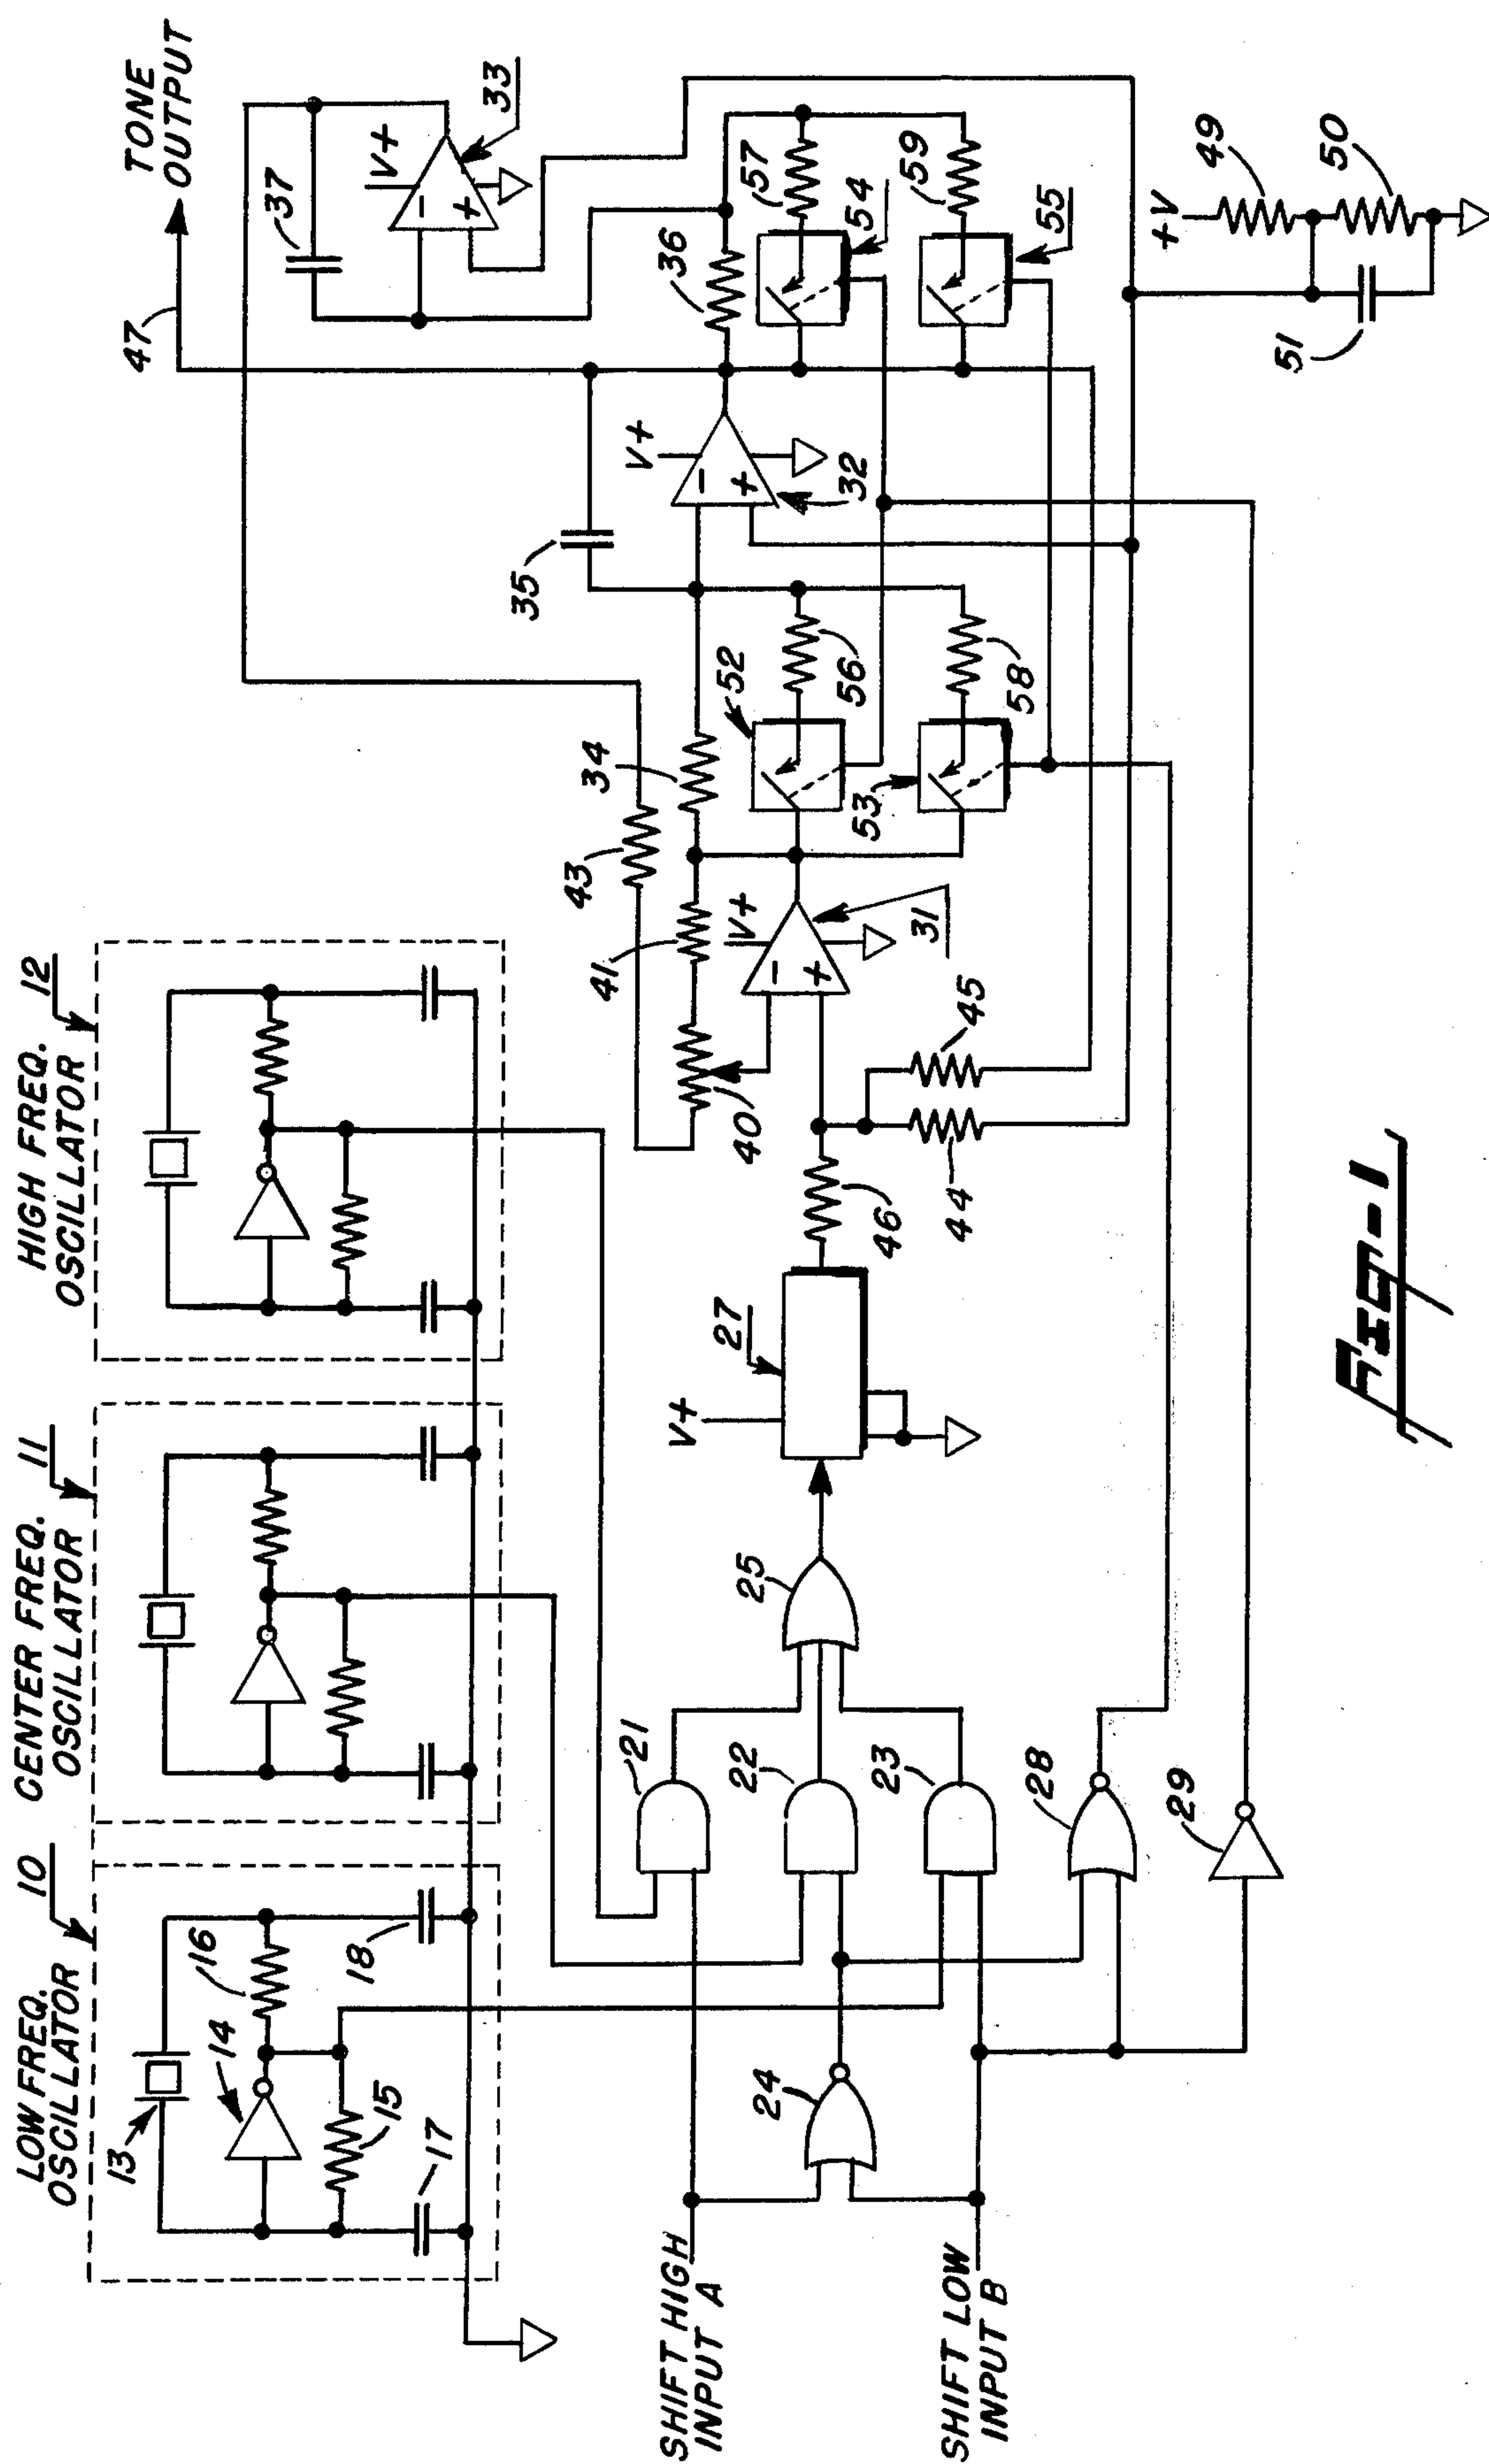 LOW FREQ. 10
OSCILLATOR
CENTER FREQ. 11
OSCILLATOR
HIGH FREQ. 12
OSCILLATOR
TONE
OUTPUT
47
13
14
16
15
17
18
37
V+
33
35
V+
32
36
57
54
59
55
43
34
41
52
56
53
58
V+
31
40
45
44
46
V+
27
25
21
22
23
24
28
29
+V
49
50
51
-
+
-
+
-
+
SHIFT HIGH
INPUT A
SHIFT LOW
INPUT B
FIG-1